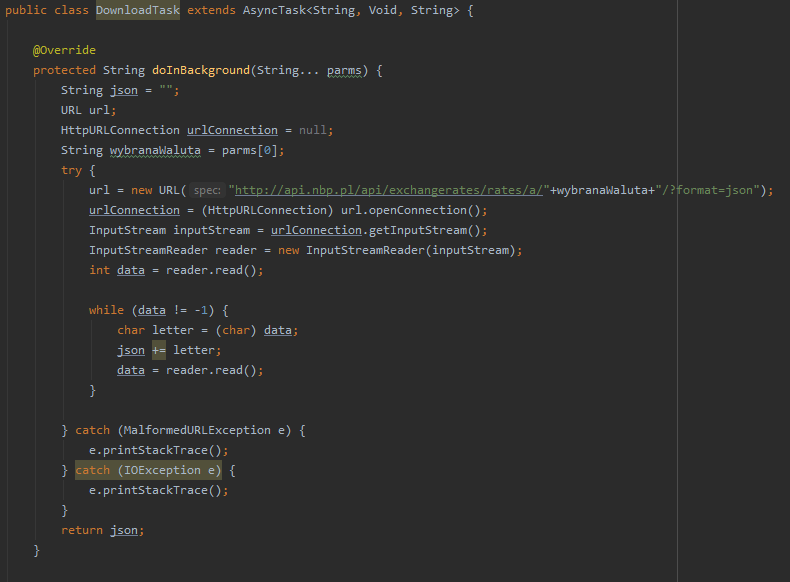 public class DownloadTask extends AsyncTask<String, Void, String> {
@Override
protected String doInBackground(String... parms) {
String json = "";
URL url;
HttpURLConnection urlConnection = null;
String wybranaWaluta = parms[0];
try {
url = new URL( spec: "http://api.nbp.pl/api/exchangerates/rates/a/"+wybranaWaluta+"/?format=json");
urlConnection = (HttpURLConnection) url.openConnection();
InputStream inputStream = urlConnection.getInputStream();
InputStreamReader reader = new InputStreamReader(inputStream);
int data = reader.read();
while (data != -1) {
char letter = (char) data;
json += letter;
data = reader.read();
}
} catch (MalformedURLException e) {
e.printStackTrace();
} catch (IOException e) {
e.printStackTrace();
}
return json;
}